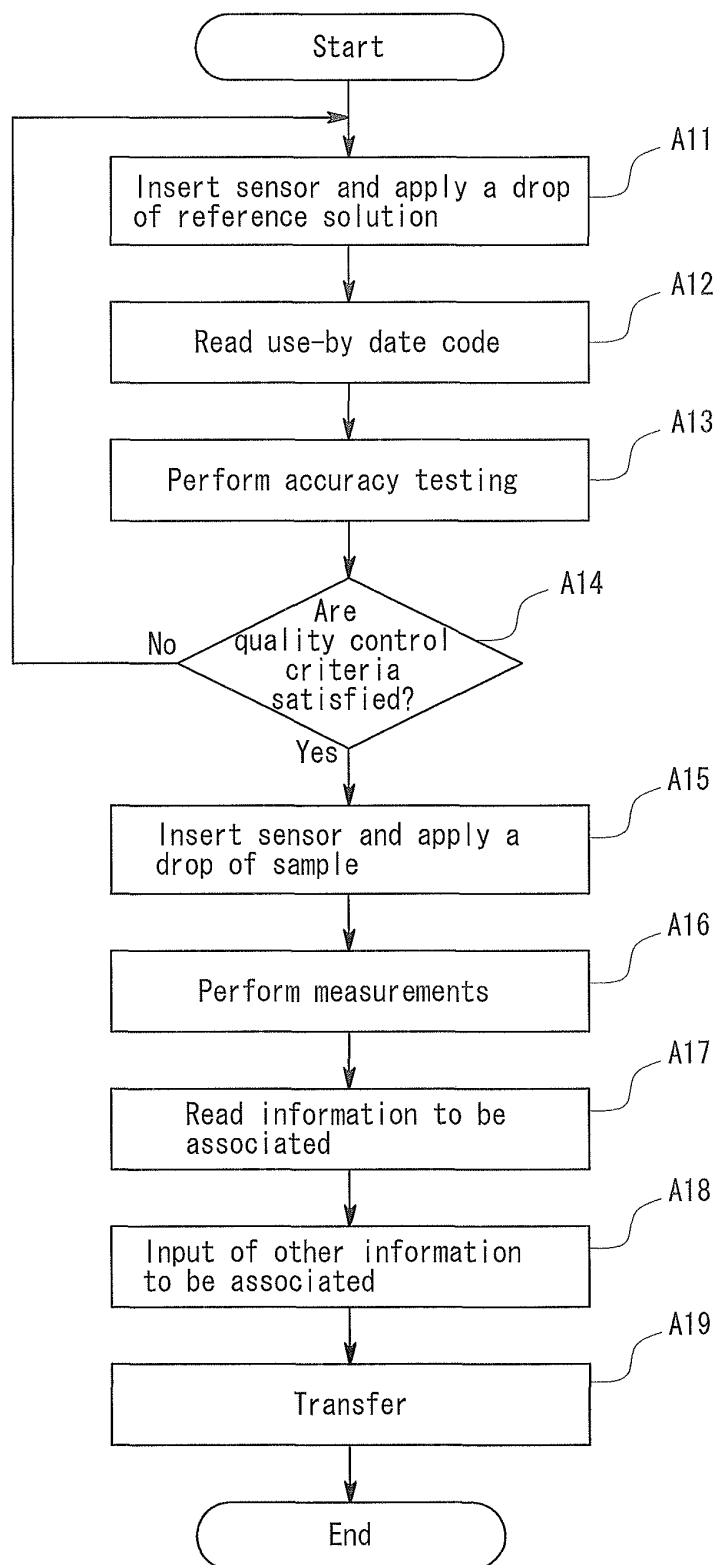 Start
A11
Insert sensor and apply a drop
of reference solution
A12
Read use-by date code
A13
Perform accuracy testing
A14
Are
quality control
criteria
satisfied?
No
Yes
A15
Insert sensor and apply a
drop of sample
A16
Perform measurements
A17
Read information to be
associated
A18
Input of other information
to be associated
A19
Transfer
End